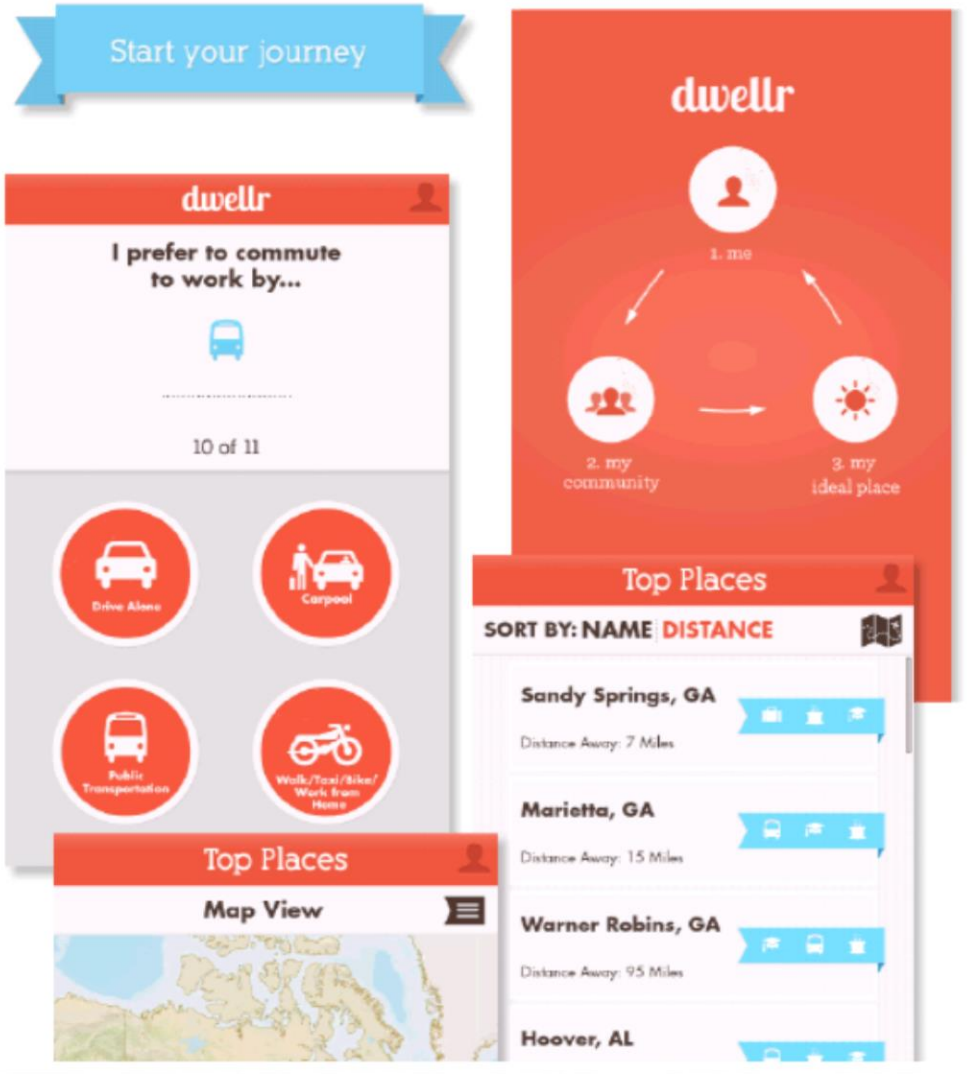 Start your journey
dwellr
1. me
2. my
community
3. my
ideal place
dwellr
I prefer to commute
to work by...
10 of 11
Drive Alone
Carpool
Public
Transportation
Walk/Taxi/Bike/
Work from
Home
Top Places
SORT BY: NAME DISTANCE
Sandy Springs, GA
Distance Away: 7 Miles
Marietta, GA
Distance Away: 15 Miles
Warner Robins, GA
Distance Away: 95 Miles
Hoover, AL
Top Places
Map View